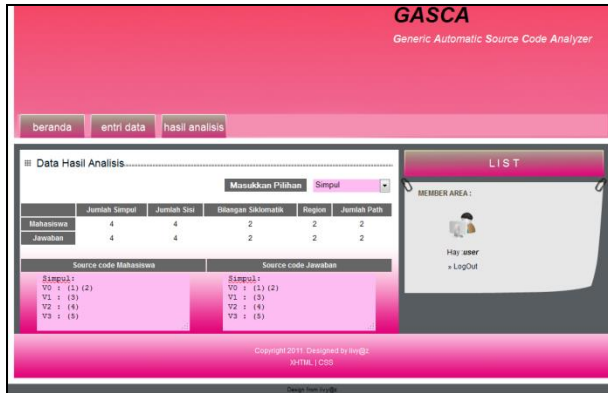 GASCA
Generic Automatic Source Code Analyzer
beranda entri data hasil analisis
Data Hasil Analisis
Masukkan Pilihan Simpul
Jumlah Simpul Jumlah Sisi Bilangan Siklomatik Region Jumlah Path
Mahasiswa 4 4 2 2 2
Jawaban 4 4 2 2 2
Source code Mahasiswa Source code Jawaban
Simpul: Simpul:
V0 : (1)(2) V0 : (1)(2)
V1 : (3) V1 : (3)
V2 : (4) V2 : (4)
V3 : (5) V3 : (5)
LIST
MEMBER AREA :
Hay :user
» LogOut
Copyright 2011. Designed by
XHTML | CSS
Design from